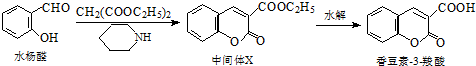 CHO
OH
水杨醛
CH₂(COOC₂H₅)₂
NH
COOC₂H₅
O
O
中间体X
水解
COOH
O
O
香豆素-3-羧酸